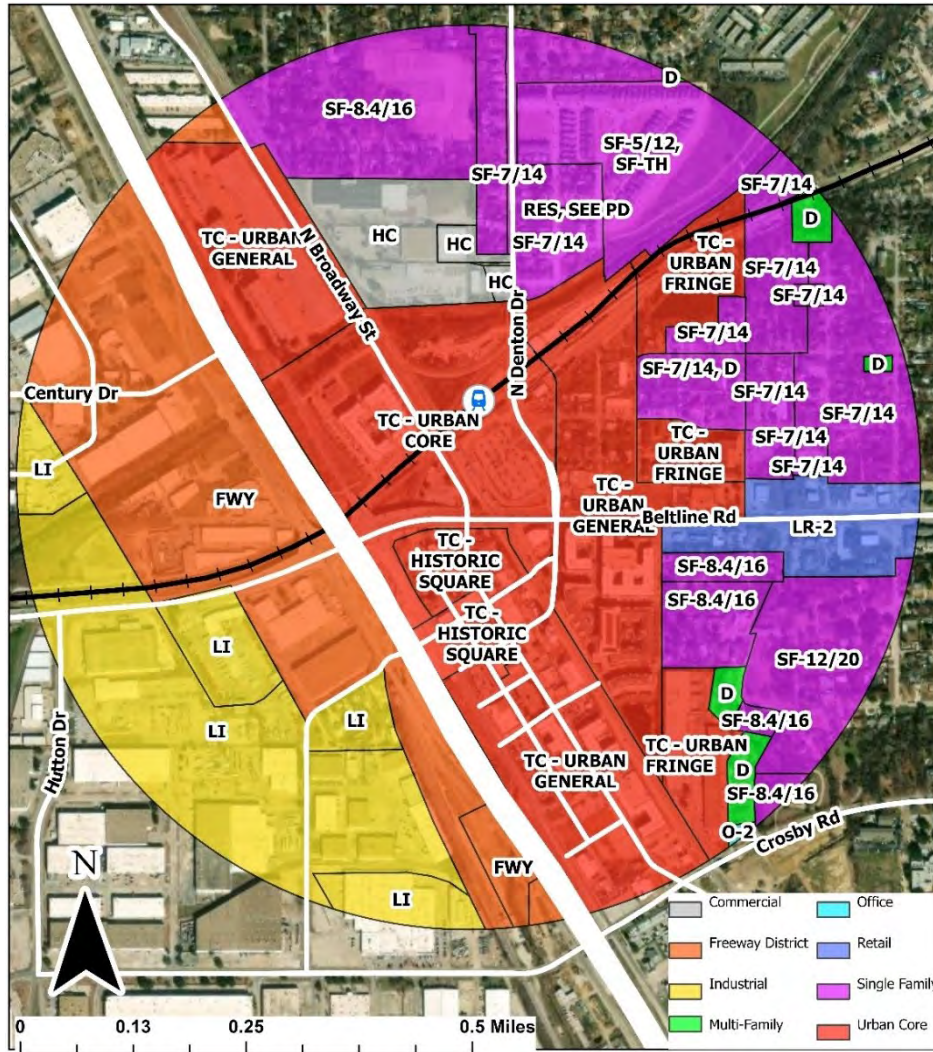 D
SF-8.4/16
SF-5/12,
SF-TH
SF-7/14
SF-7/14
RES, SEE PD
D
HC
HC
SF-7/14
TC - URBAN
GENERAL
N Broadway St
TC -
URBAN
FRINGE
SF-7/14
HC
SF-7/14
N Denton Dr
SF-7/14
SF-7/14, D
D
Century Dr
SF-7/14
TC - URBAN
CORE
SF-7/14
SF-7/14
TC -
URBAN
FRINGE
LI
SF-7/14
FWY
TC -
URBAN
GENERAL
Beltline Rd
LR-2
TC -
HISTORIC
SQUARE
SF-8.4/16
SF-8.4/16
TC -
HISTORIC
SQUARE
LI
SF-12/20
Hutton Dr
D
LI
LI
SF-8.4/16
TC - URBAN
GENERAL
TC - URBAN
FRINGE
D
SF-8.4/16
O-2
Crosby Rd
N
FWY
LI
Commercial
Office
Freeway District
Retail
Industrial
Single Family
Multi-Family
Urban Core
0
0.13
0.25
0.5 Miles